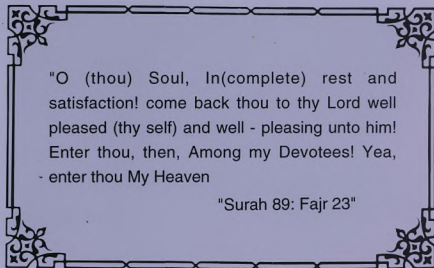 "O (thou) Soul, In(complete) rest and
satisfaction! come back thou to thy Lord well
pleased (thy self) and well - pleasing unto him!
Enter thou, then, Among my Devotees! Yea,
enter thou My Heaven
"Surah 89: Fajr 23"